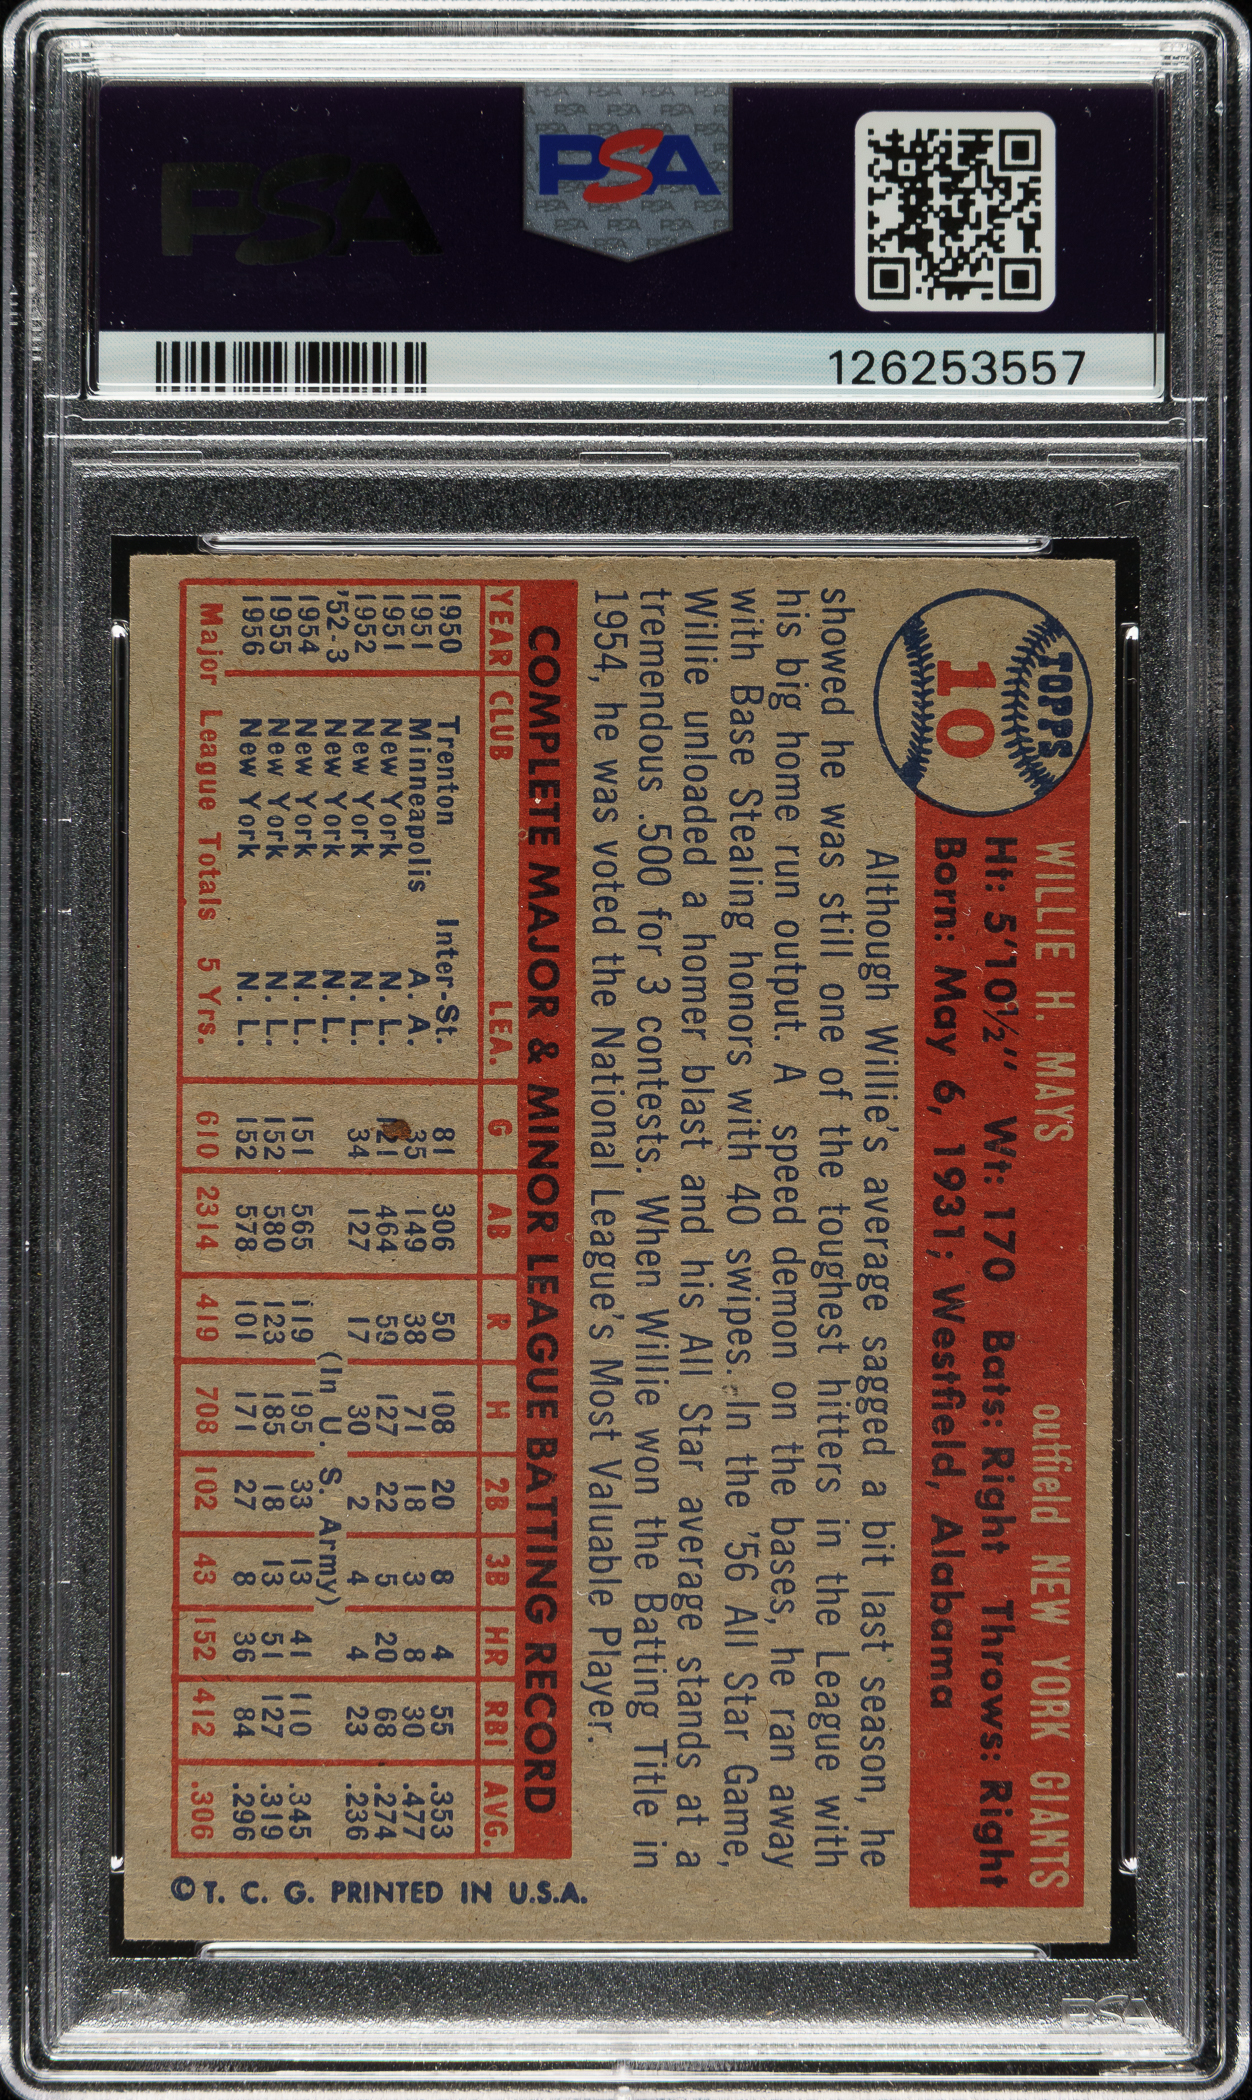 PSA
PSA
126253557
TOPPS
10
WILLIE H. MAYS outfield NEW YORK GIANTS
Ht: 5'10½" Wt: 170 Bats: Right Throws: Right
Born: May 6, 1931; Westfield, Alabama
Although Willie's average sagged a bit last season, he
showed he was still one of the toughest hitters in the League with
his big home run output. A speed demon on the bases, he ran away
with Base Stealing honors with 40 swipes. In the '56 All Star Game,
Willie unloaded a homer blast and his All Star average stands at a
tremendous .500 for 3 contests. When Willie won the Batting Title in
1954, he was voted the National League's Most Valuable Player.
COMPLETE MAJOR & MINOR LEAGUE BATTING RECORD
YEAR CLUB LEA. G AB R H 2B 3B HR RBI AVG.
1950 Trenton Inter-St. 81 306 50 108 20 8 4 55 .353
1951 Minneapolis A. A. 35 149 38 71 18 3 8 30 .477
1951 New York N. L. 121 464 59 127 22 5 20 68 .274
1952 New York N. L. 34 127 17 30 2 4 4 23 .236
'52-3 New York N. L. (In U. S. Army)
1954 New York N. L. 151 565 119 195 33 13 41 110 .345
1955 New York N. L. 152 580 123 185 18 13 51 127 .319
1956 New York N. L. 152 578 101 171 27 8 36 84 .296
Major League Totals 5 Yrs. 610 2314 419 708 102 43 152 412 .306
© T. C. G. PRINTED IN U.S.A.
PSA